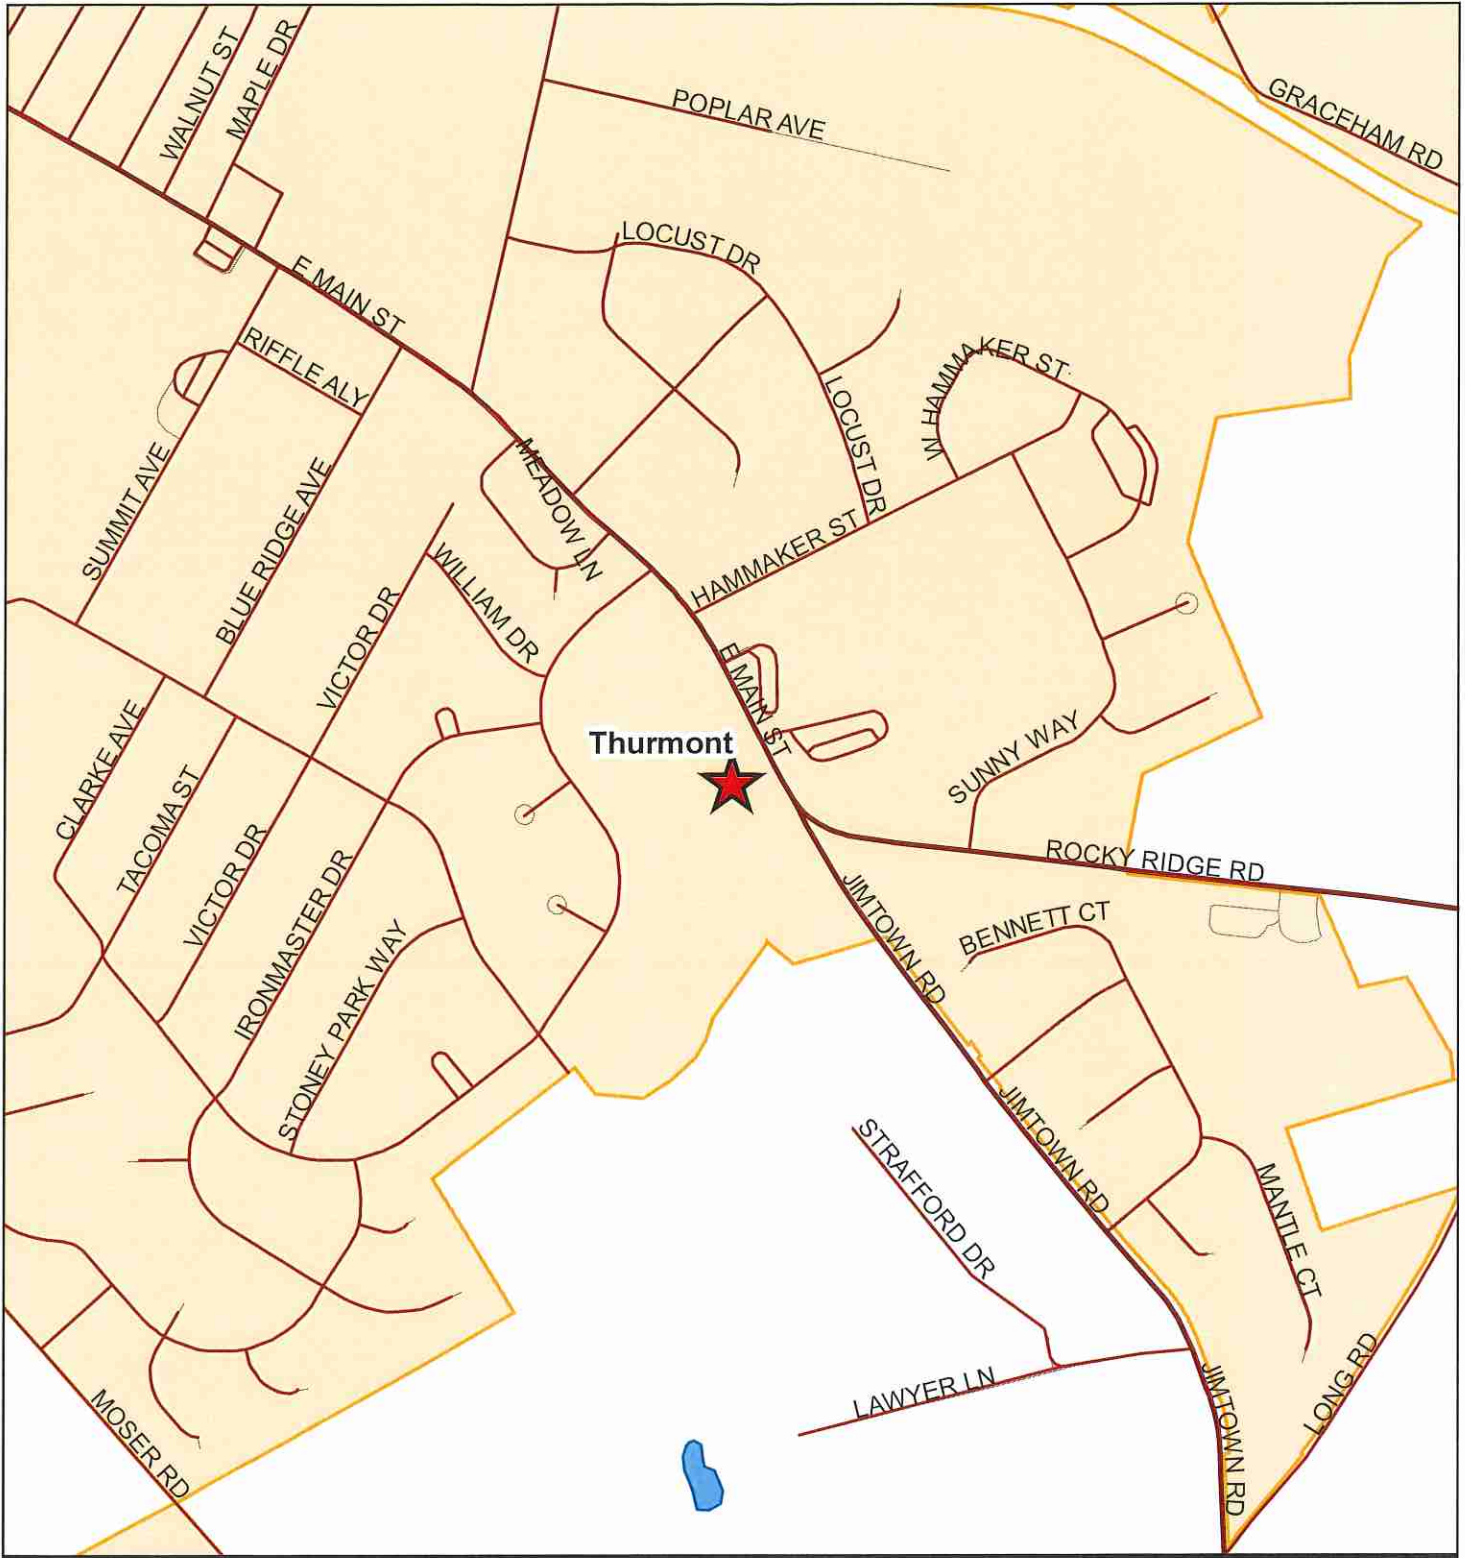 WALNUT ST
MAPLE DR
POPLAR AVE
GRACEHAM RD
LOCUST DR
E MAIN ST
RIFFLE ALY
W HAMMAKER ST
LOCUST DR
SUMMIT AVE
BLUE RIDGE AVE
MEADOW LN
HAMMAKER ST
WILLIAM DR
VICTOR DR
E MAIN ST
Thurmont
SUNNY WAY
CLARKE AVE
TACOMA ST
VICTOR DR
IRONMASTER DR
ROCKY RIDGE RD
JIMTOWN RD
BENNETT CT
STONEY PARK WAY
JIMTOWN RD
STRAFFORD DR
MANTLE CT
LAWYER LN
JIMTOWN RD
LONG RD
MOSER RD